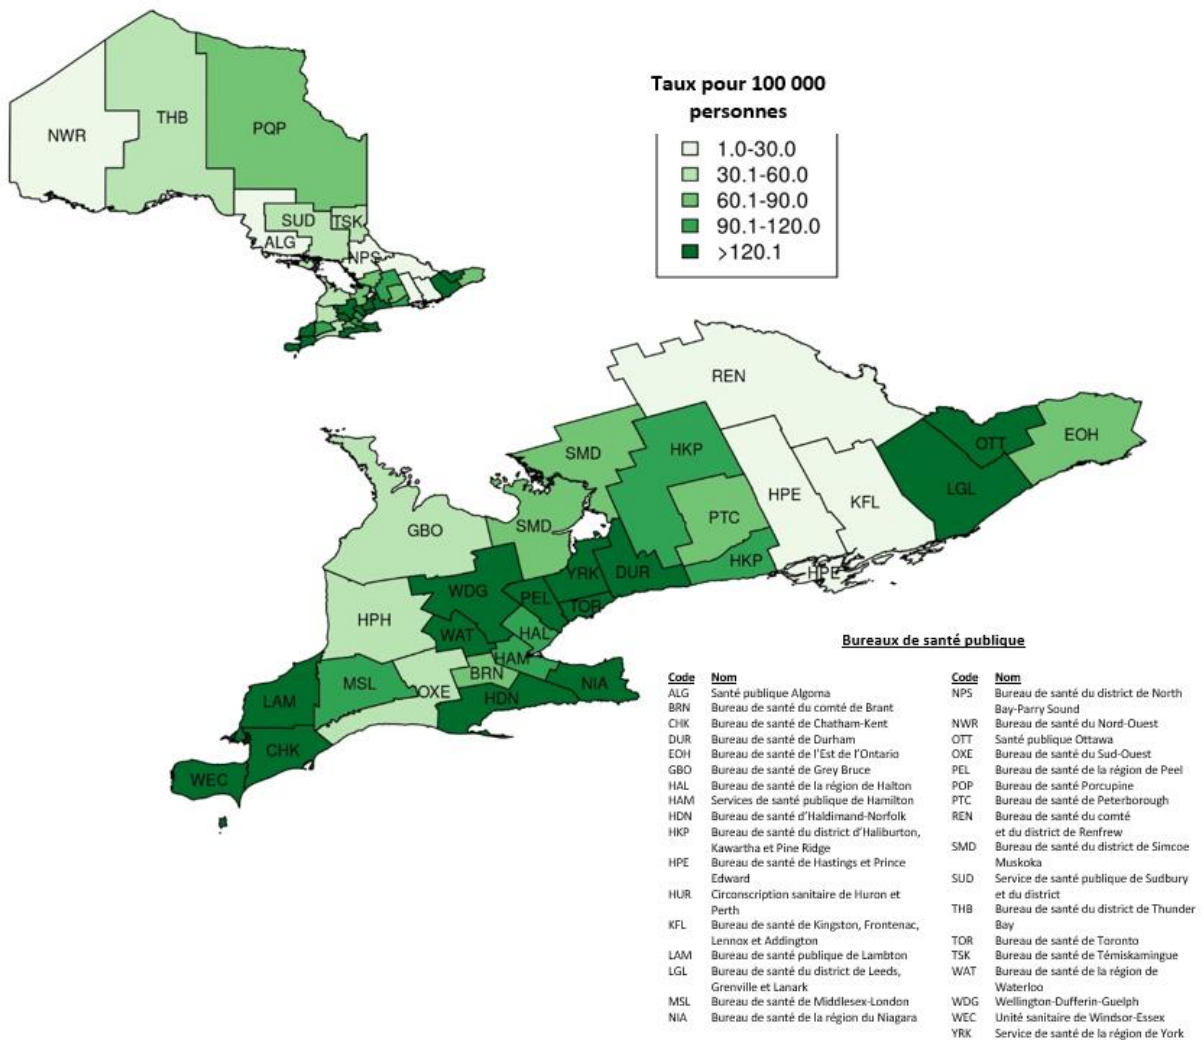 Taux pour 100 000
personnes
1.0-30.0
30.1-60.0
60.1-90.0
90.1-120.0
>120.1
NWR
THB
PQP
SUD
TSK
ALG
NPS
REN
SMD
HKP
OTT
EOH
HPE
KFL
LGL
PTC
GBO
SMD
HKP
HPE
YRK
DUR
WDG
PEL
TOR
HPH
WAT
HAL
HAM
MSL
BRN
OXE
HDN
NIA
LAM
CHK
WEC
Bureaux de santé publique
Code Nom
ALG Santé publique Algoma
BRN Bureau de santé du comté de Brant
CHK Bureau de santé de Chatham-Kent
DUR Bureau de santé de Durham
EOH Bureau de santé de l'Est de l'Ontario
GBO Bureau de santé de Grey Bruce
HAL Bureau de santé de la région de Halton
HAM Services de santé publique de Hamilton
HDN Bureau de santé d'Haldimand-Norfolk
HKP Bureau de santé du district d'Haliburton,
Kawartha et Pine Ridge
HPE Bureau de santé de Hastings et Prince
Edward
HUR Circonscription sanitaire de Huron et
Perth
KFL Bureau de santé de Kingston, Frontenac,
Lennox et Addington
LAM Bureau de santé publique de Lambton
LGL Bureau de santé du district de Leeds,
Grenville et Lanark
MSL Bureau de santé de Middlesex-London
NIA Bureau de santé de la région du Niagara
Code Nom
NPS Bureau de santé du district de North
Bay-Parry Sound
NWR Bureau de santé du Nord-Ouest
OTT Santé publique Ottawa
OXE Bureau de santé du Sud-Ouest
PEL Bureau de santé de la région de Peel
POP Bureau de santé Porcupine
PTC Bureau de santé de Peterborough
REN Bureau de santé du comté
et du district de Renfrew
SMD Bureau de santé du district de Simcoe
Muskoka
SUD Service de santé publique de Sudbury
et du district
THB Bureau de santé du district de Thunder
Bay
TOR Bureau de santé de Toronto
TSK Bureau de santé de Témiskamingue
WAT Bureau de santé de la région de
Waterloo
WDG Wellington-Dufferin-Guelph
WEC Unité sanitaire de Windsor-Essex
YRK Service de santé de la région de York